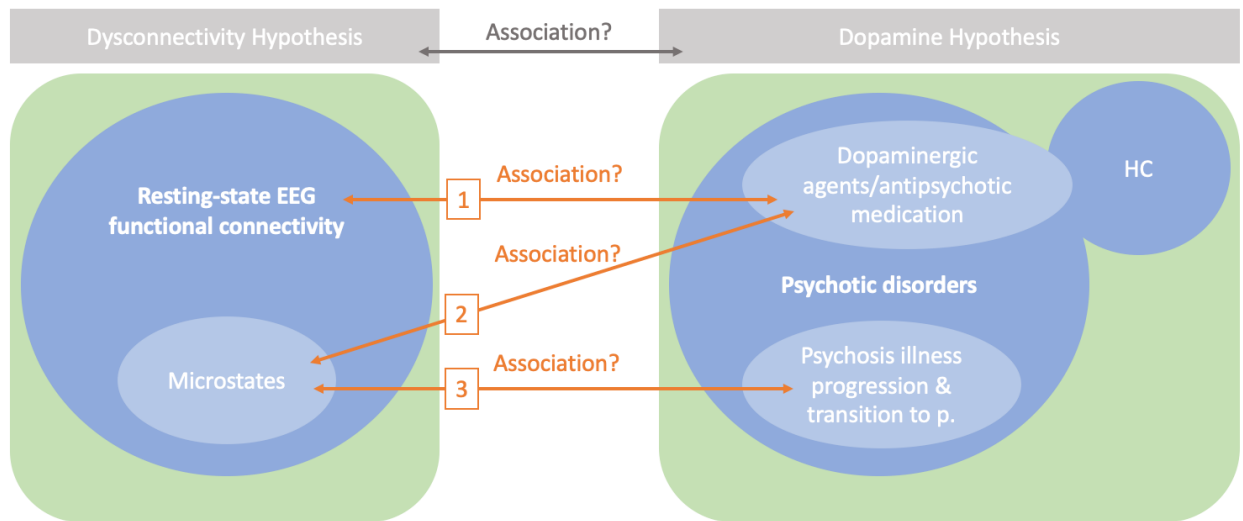 Dysconnectivity Hypothesis
Association?
Dopamine Hypothesis
Resting-state EEG
functional connectivity
Microstates
Association?
1
Association?
2
Association?
3
Dopaminergic
agents/antipsychotic
medication
HC
Psychotic disorders
Psychosis illness
progression &
transition to p.